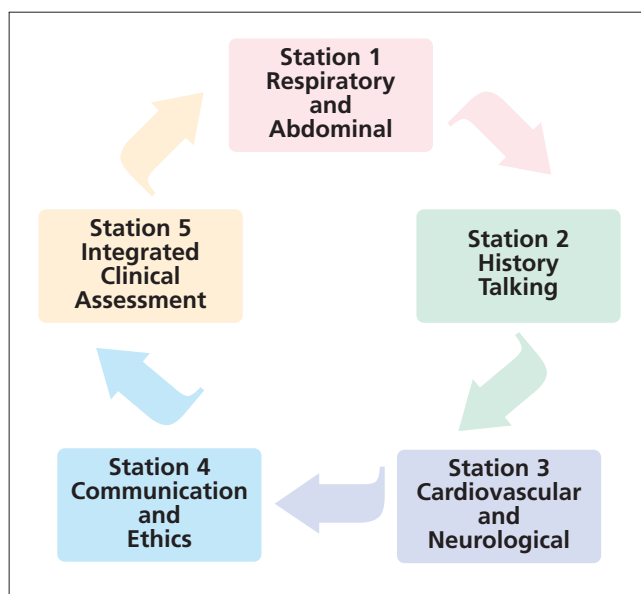 Station 1
Respiratory
and
Abdominal
Station 2
History
Talking
Station 3
Cardiovascular
and
Neurological
Station 4
Communication
and
Ethics
Station 5
Integrated
Clinical
Assessment